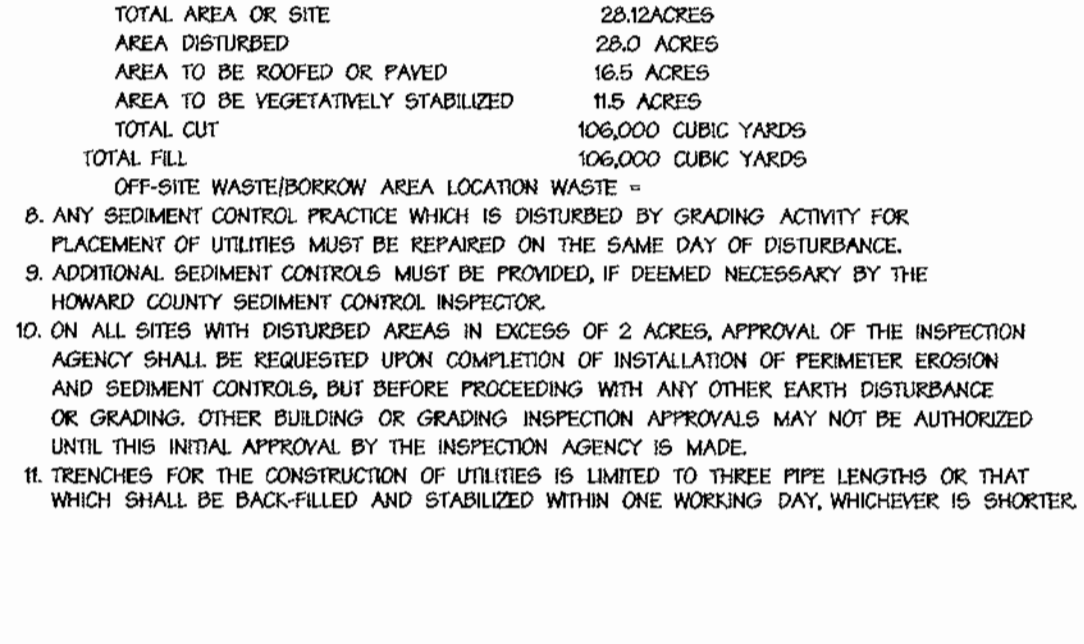 TOTAL AREA OR SITE 28.12ACRES
AREA DISTURBED 28.0 ACRES
AREA TO BE ROOFED OR PAVED 16.5 ACRES
AREA TO BE VEGETATIVELY STABILIZED 11.5 ACRES
TOTAL CUT 106,000 CUBIC YARDS
TOTAL FILL 106,000 CUBIC YARDS
OFF-SITE WASTE/BORROW AREA LOCATION WASTE =
8. ANY SEDIMENT CONTROL PRACTICE WHICH IS DISTURBED BY GRADING ACTIVITY FOR
PLACEMENT OF UTILITIES MUST BE REPAIRED ON THE SAME DAY OF DISTURBANCE.
9. ADDITIONAL SEDIMENT CONTROLS MUST BE PROVIDED, IF DEEMED NECESSARY BY THE
HOWARD COUNTY SEDIMENT CONTROL INSPECTOR.
10. ON ALL SITES WITH DISTURBED AREAS IN EXCESS OF 2 ACRES, APPROVAL OF THE INSPECTION
AGENCY SHALL BE REQUESTED UPON COMPLETION OF INSTALLATION OF PERIMETER EROSION
AND SEDIMENT CONTROLS, BUT BEFORE PROCEEDING WITH ANY OTHER EARTH DISTURBANCE
OR GRADING. OTHER BUILDING OR GRADING INSPECTION APPROVALS MAY NOT BE AUTHORIZED
UNTIL THIS INITIAL APPROVAL BY THE INSPECTION AGENCY IS MADE.
11. TRENCHES FOR THE CONSTRUCTION OF UTILITIES IS LIMITED TO THREE PIPE LENGTHS OR THAT
WHICH SHALL BE BACK-FILLED AND STABILIZED WITHIN ONE WORKING DAY, WHICHEVER IS SHORTER.